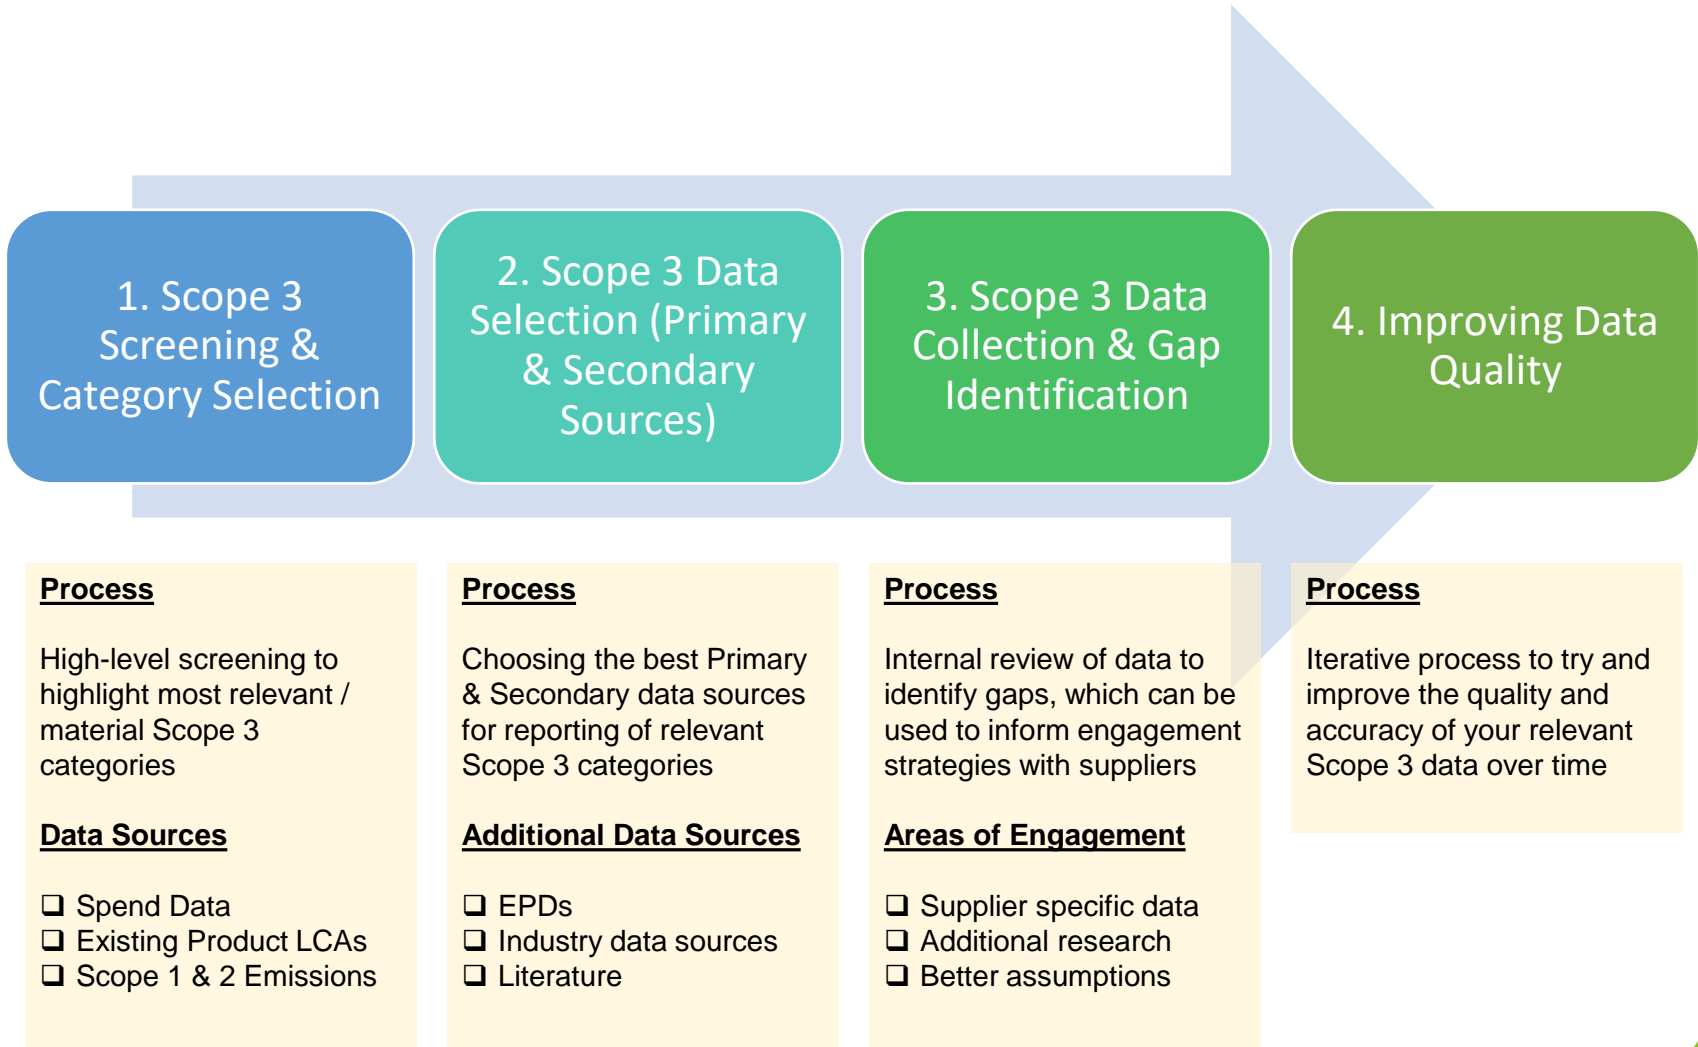 1. Scope 3
Screening &
Category Selection
2. Scope 3 Data
Selection (Primary
& Secondary
Sources)
3. Scope 3 Data
Collection & Gap
Identification
4. Improving Data
Quality
Process
High-level screening to
highlight most relevant /
material Scope 3
categories
Data Sources
❑ Spend Data
❑ Existing Product LCAs
❑ Scope 1 & 2 Emissions
Process
Choosing the best Primary
& Secondary data sources
for reporting of relevant
Scope 3 categories
Additional Data Sources
❑ EPDs
❑ Industry data sources
❑ Literature
Process
Internal review of data to
identify gaps, which can be
used to inform engagement
strategies with suppliers
Areas of Engagement
❑ Supplier specific data
❑ Additional research
❑ Better assumptions
Process
Iterative process to try and
improve the quality and
accuracy of your relevant
Scope 3 data over time